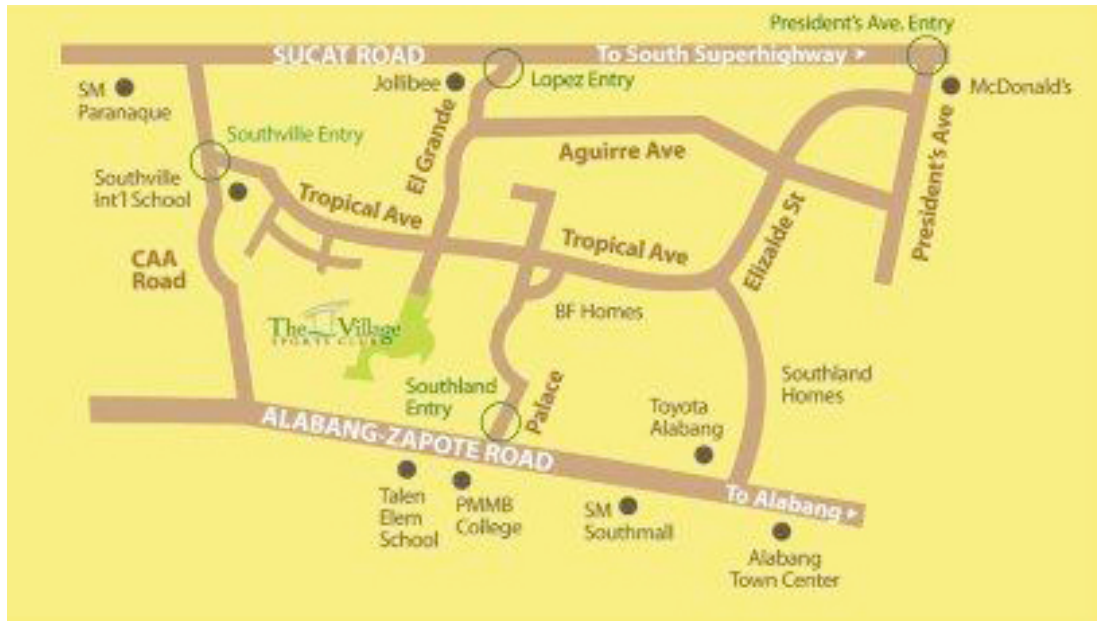 President's Ave. Entry
SUCAT ROAD
To South Superhighway
Jollibee
Lopez Entry
McDonald's
SM
Paranaque
Southville Entry
El Grande
Aguirre Ave
President's Ave
Southville
int'l School
Tropical Ave
Tropical Ave
Elizalde St
CAA
Road
BF Homes
The Village
SPORTS CLUB
Southland
Entry
Palace
Southland
Homes
Toyota
Alabang
ALABANG-ZAPOTE ROAD
To Alabang
Talen
Elem
School
PMMB
College
SM
Southmall
Alabang
Town Center